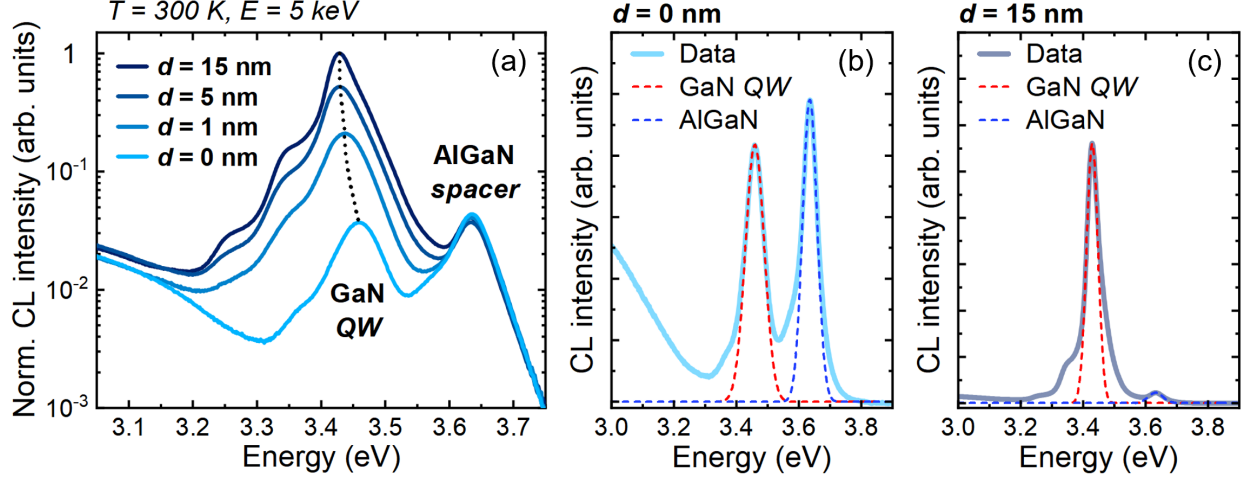 T = 300 K, E = 5 keV
(a)
d = 15 nm
d = 5 nm
d = 1 nm
d = 0 nm
AlGaN
spacer
GaN
QW
1
10⁻¹
10⁻²
10⁻³
Norm. CL intensity (arb. units)
3.1 3.2 3.3 3.4 3.5 3.6 3.7
Energy (eV)
d = 0 nm
(b)
Data
GaN QW
AlGaN
CL intensity (arb. units)
3.0 3.2 3.4 3.6 3.8
Energy (eV)
d = 15 nm
(c)
Data
GaN QW
AlGaN
CL intensity (arb. units)
3.0 3.2 3.4 3.6 3.8
Energy (eV)